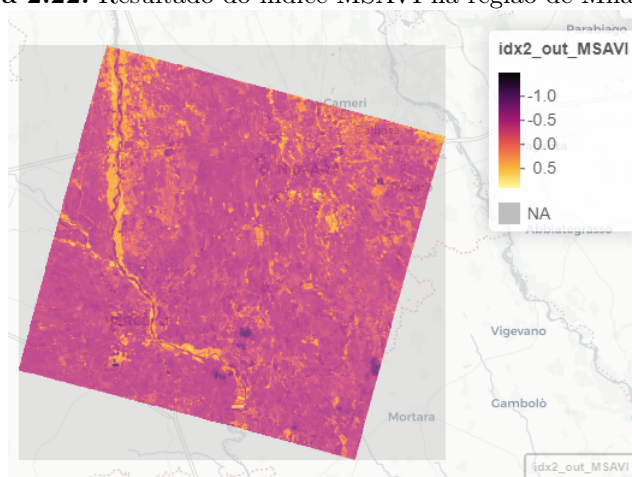 a 2.22: Resultado do índice MSAVI na região de Mila
Parabiago
idx2_out_MSAVI
-1.0
-0.5
0.0
0.5
NA
Cameri
Abbiategrasso
Vigevano
Gambolò
Mortara
idx2_out_MSAVI